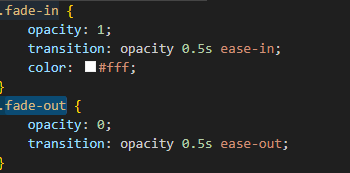 .fade-in {
opacity: 1;
transition: opacity 0.5s ease-in;
color: #fff;
}
.fade-out {
opacity: 0;
transition: opacity 0.5s ease-out;
}